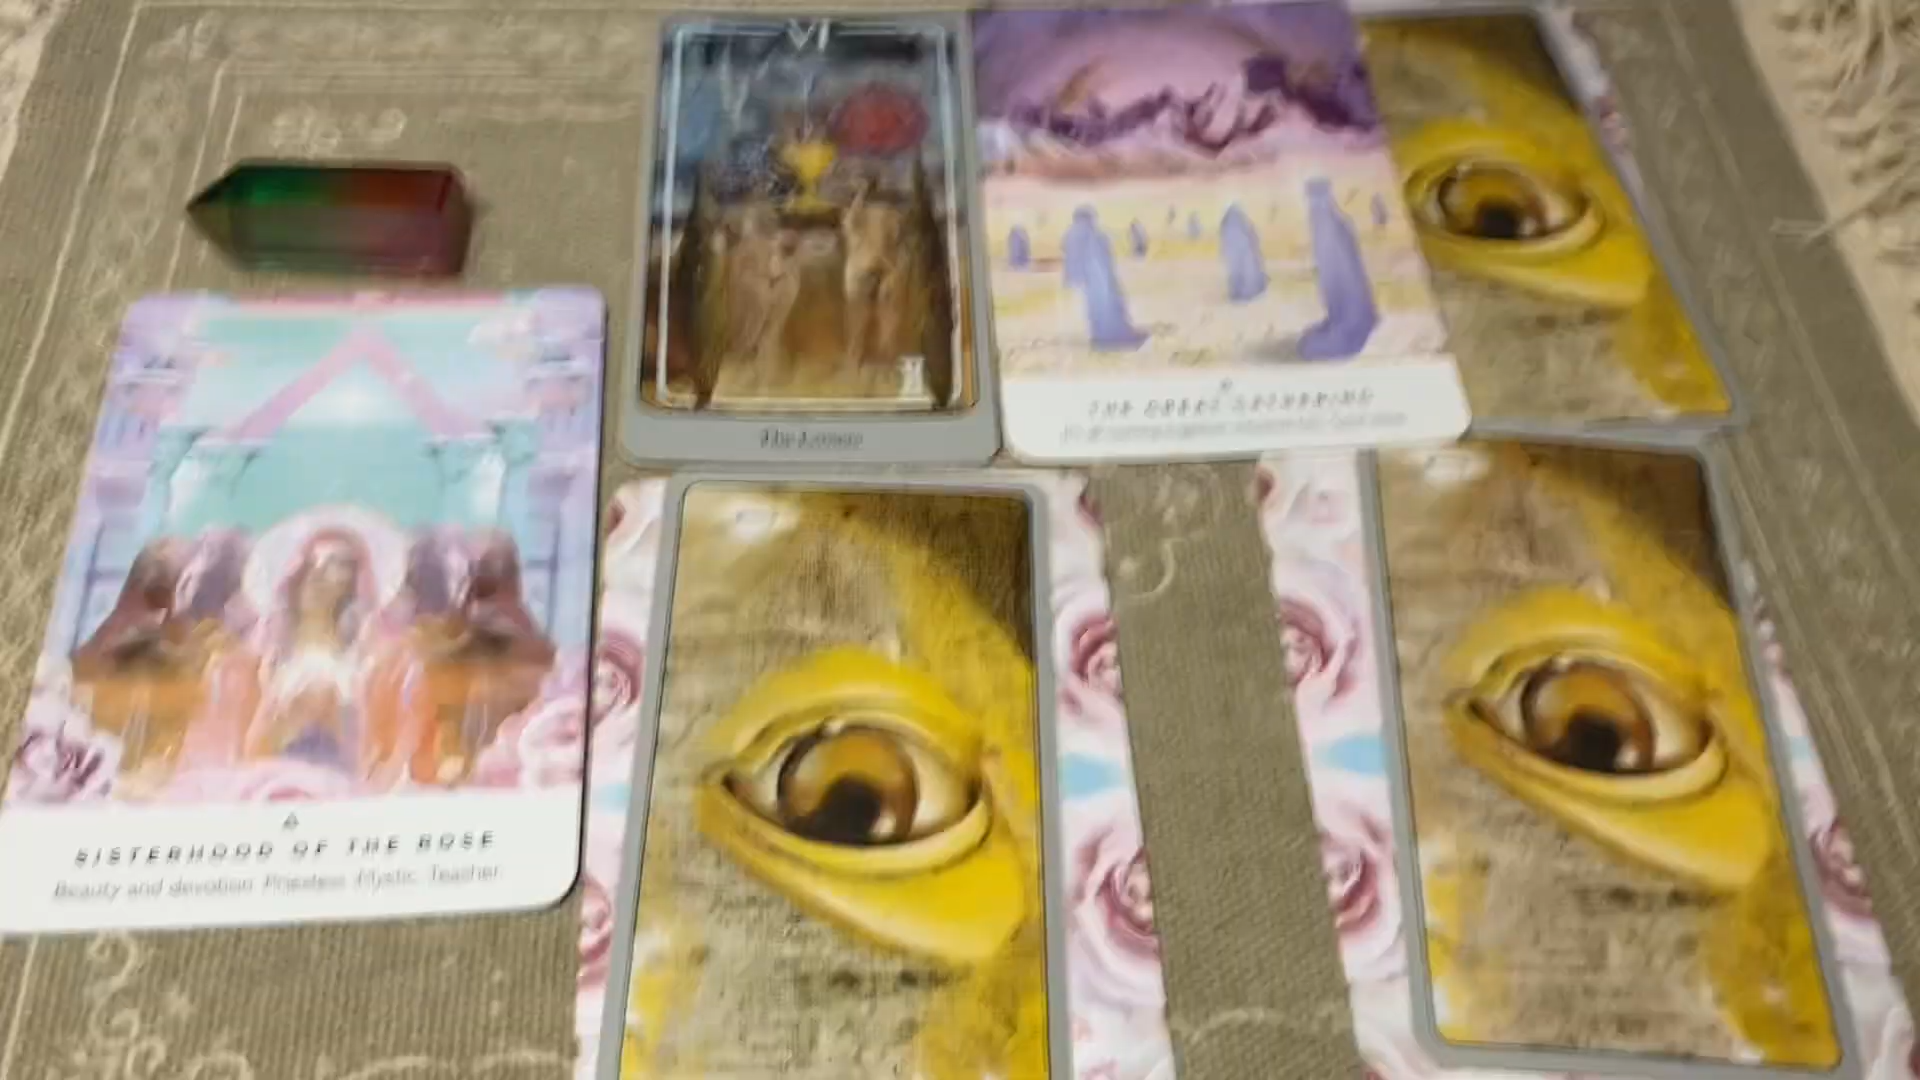 VI
The Lovers
THE GREAT GATHERING
SISTERHOOD OF THE ROSE
Beauty and devotion. Priestess. Mystic. Teacher.